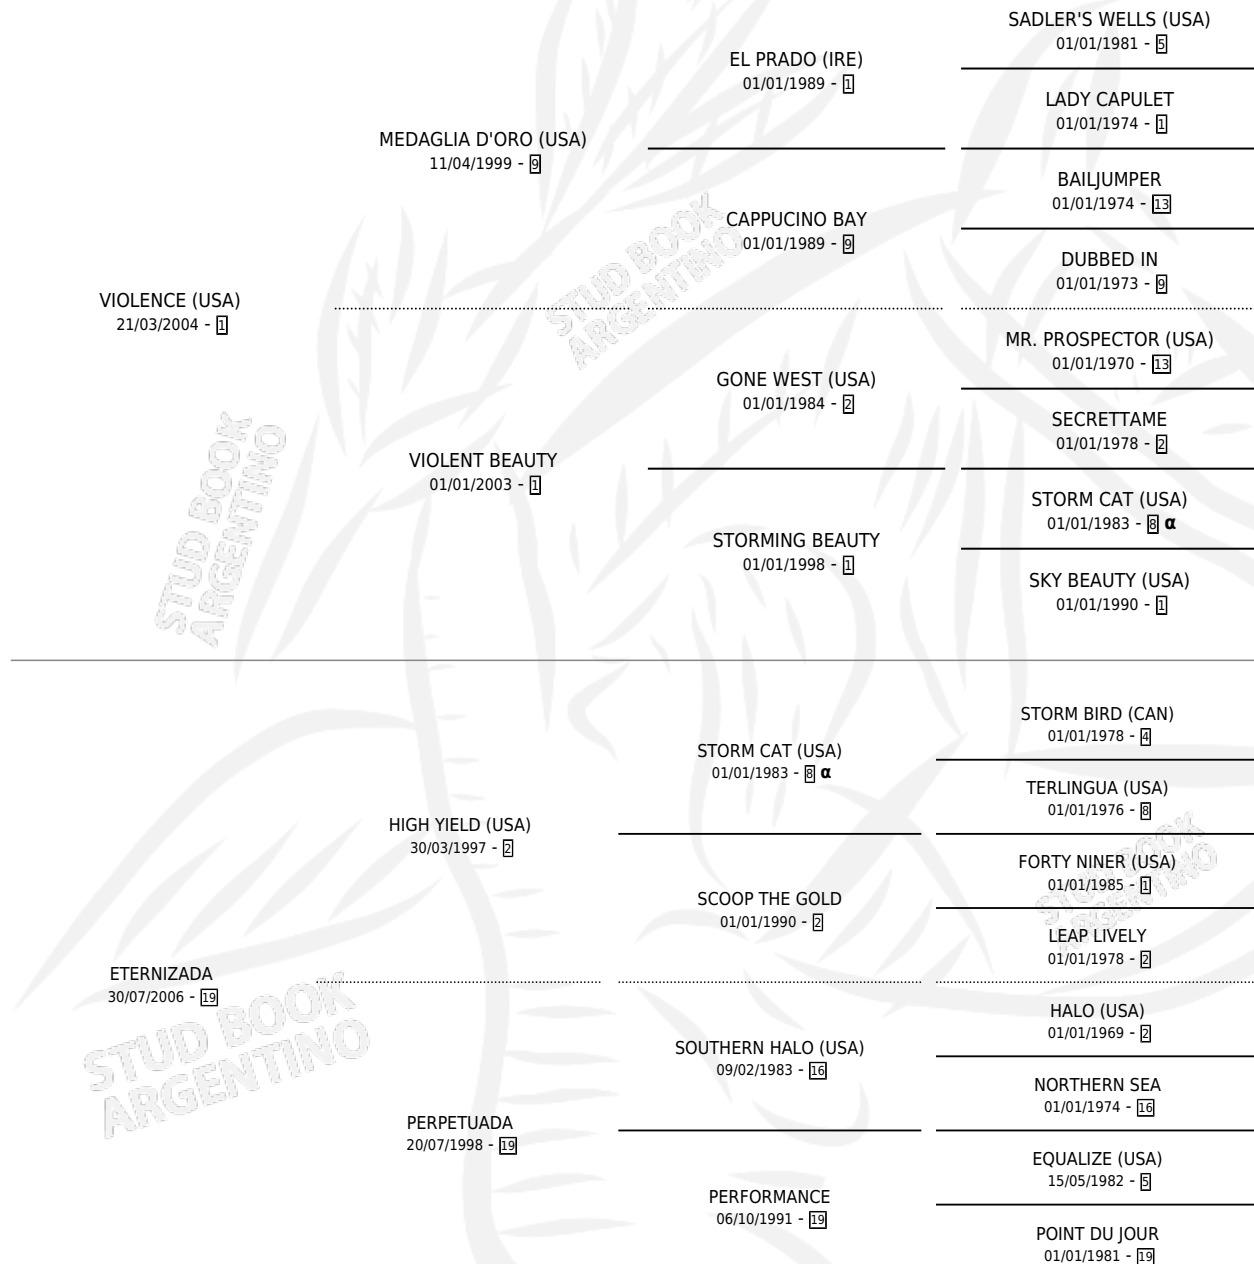 SADLER'S WELLS (USA)
01/01/1981 - 5
EL PRADO (IRE)
01/01/1989 - 1
LADY CAPULET
01/01/1974 - 1
MEDAGLIA D'ORO (USA)
11/04/1999 - 9
BAILJUMPER
01/01/1974 - 13
CAPPUCINO BAY
01/01/1989 - 9
DUBBED IN
01/01/1973 - 9
VIOLENCE (USA)
21/03/2004 - 1
MR. PROSPECTOR (USA)
01/01/1970 - 13
GONE WEST (USA)
01/01/1984 - 2
SECRETTAME
01/01/1978 - 2
VIOLENT BEAUTY
01/01/2003 - 1
STORM CAT (USA)
01/01/1983 - 8 α
STORMING BEAUTY
01/01/1998 - 1
SKY BEAUTY (USA)
01/01/1990 - 1
STORM BIRD (CAN)
01/01/1978 - 4
STORM CAT (USA)
01/01/1983 - 8 α
TERLINGUA (USA)
01/01/1976 - 8
HIGH YIELD (USA)
30/03/1997 - 2
FORTY NINER (USA)
01/01/1985 - 1
SCOOP THE GOLD
01/01/1990 - 2
LEAP LIVELY
01/01/1978 - 2
ETERNIZADA
30/07/2006 - 19
HALO (USA)
01/01/1969 - 2
SOUTHERN HALO (USA)
09/02/1983 - 16
NORTHERN SEA
01/01/1974 - 16
PERPETUADA
20/07/1998 - 19
EQUALIZE (USA)
15/05/1982 - 5
PERFORMANCE
06/10/1991 - 19
POINT DU JOUR
01/01/1981 - 19
STUD BOOK
ARGENTINO
STUD BOOK
ARGENTINO
STUD BOOK
ARGENTINO
STUD BOOK
ARGENTINO